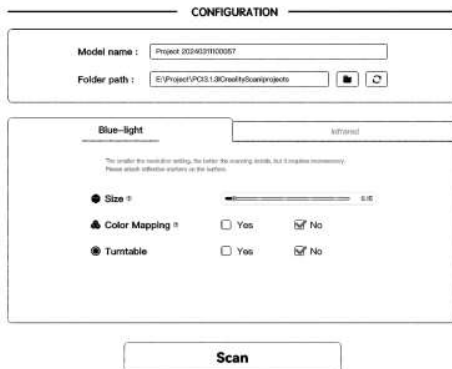 CONFIGURATION
Model name : Project 20240311100057
Folder path : E:\Project\PCI3.1.3\CrealityScan\projects
Blue-light Infrared
The smaller the resolution setting, the better the scanning details, but it requires more memory.
Please attach reflective markers on the surface.
Size
Color Mapping Yes No
Turntable Yes No
Scan